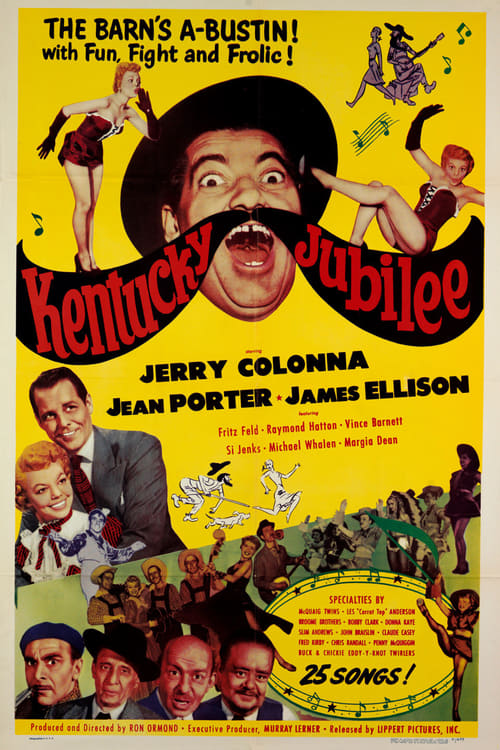 THE BARN'S A-BUSTIN!
with Fun, Fight and Frolic!
Kentucky Jubilee
starring
JERRY COLONNA
JEAN PORTER ★ JAMES ELLISON
featuring
Fritz Feld · Raymond Hatton · Vince Barnett
Si Jenks · Michael Whalen · Margia Dean
SPECIALTIES BY
McQUAIG TWINS · LES "Carrot Top" ANDERSON
BROOME BROTHERS · BOBBY CLARK · DONNA KAYE
SLIM ANDREWS · JOHN BRAISLIN · CLAUDE CASEY
FRED KIRBY · CHRIS RANDALL · PENNY McQUIGGIN
BUCK & CHICKIE EDDY-Y-KNOT TWIRLERS
25 SONGS!
Produced and Directed by RON ORMOND · Executive Producer, MURRAY LERNER · Released by LIPPERT PICTURES, INC.